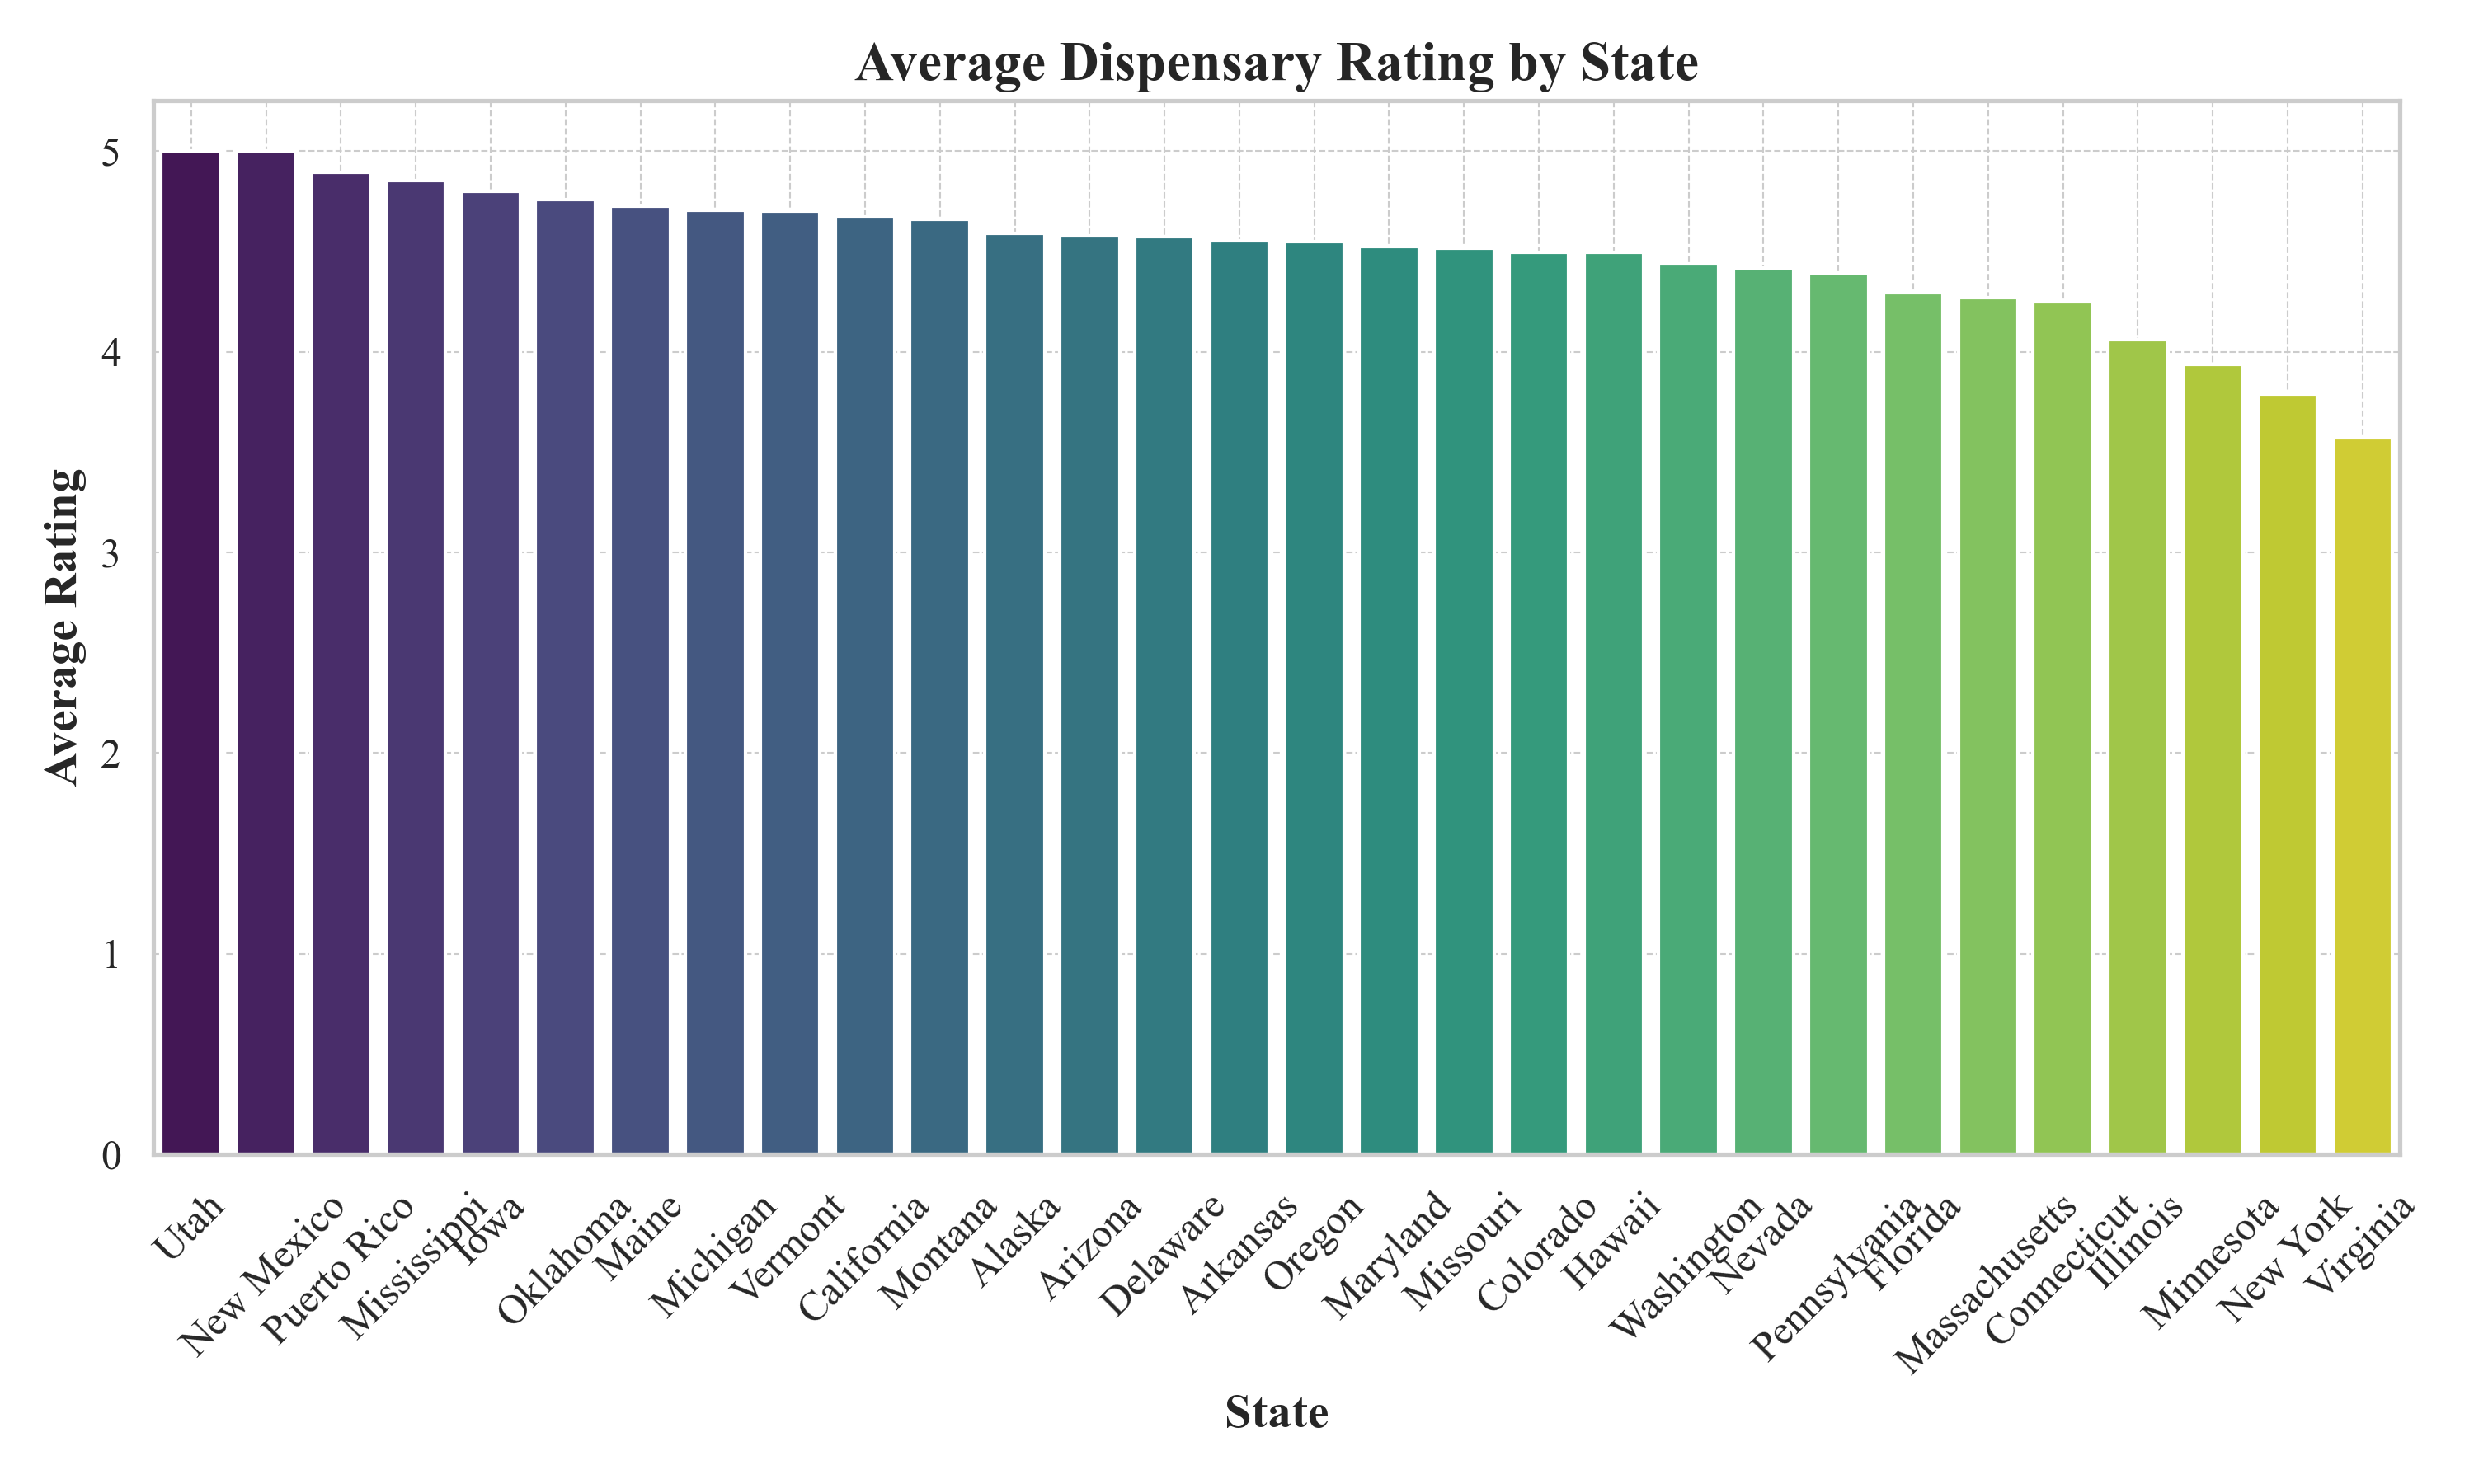 Average Dispensary Rating by State
Average Rating
5
4
3
2
1
0
Utah
New Mexico
Puerto Rico
Mississippi
Iowa
Oklahoma
Maine
Michigan
Vermont
California
Montana
Alaska
Arizona
Delaware
Arkansas
Oregon
Maryland
Missouri
Colorado
Hawaii
Washington
Nevada
Pennsylvania
Florida
Massachusetts
Connecticut
Illinois
Minnesota
New York
Virginia
State